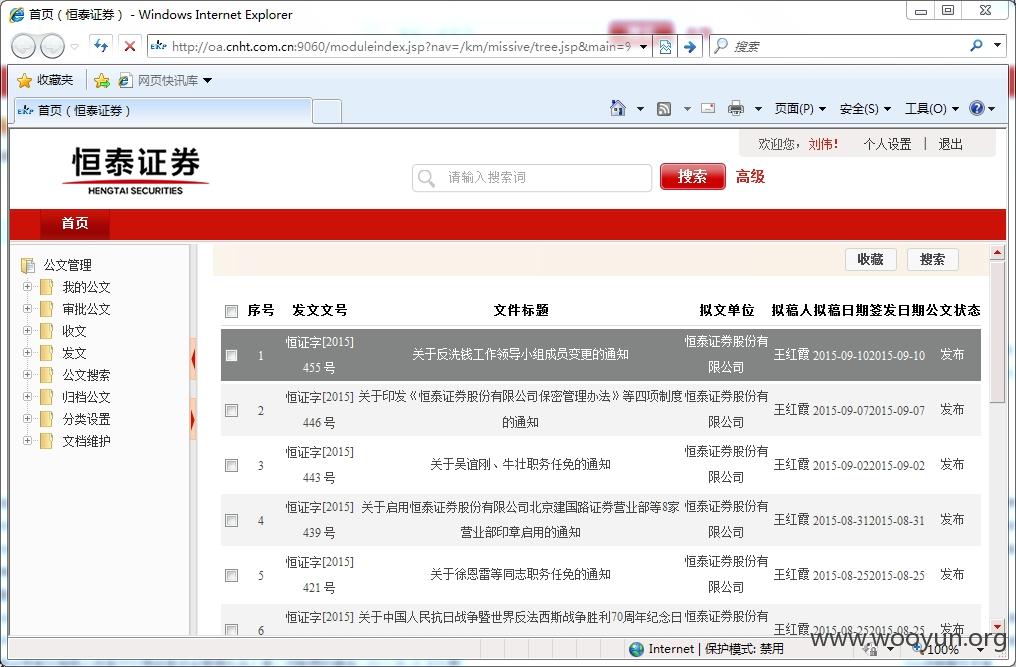 首页（恒泰证券） - Windows Internet Explorer
http://oa.cnht.com.cn:9060/moduleindex.jsp?nav=/km/missive/tree.jsp&main=9
搜索
收藏夹 网页快讯库
首页（恒泰证券）
页面(P) 安全(S) 工具(O)
恒泰证券
HENGTAI SECURITIES
欢迎您，刘伟！ 个人设置 | 退出
请输入搜索词 搜索 高级
首页
公文管理
我的公文
审批公文
收文
发文
公文搜索
归档公文
分类设置
文档维护
收藏 搜索
序号 发文文号 文件标题 拟文单位 拟稿人 拟稿日期 签发日期 公文状态
1 恒证字[2015]455号 关于反洗钱工作领导小组成员变更的通知 恒泰证券股份有限公司 王红霞 2015-09-10 2015-09-10 发布
2 恒证字[2015]446号 关于印发《恒泰证券股份有限公司保密管理办法》等四项制度的通知 恒泰证券股份有限公司 王红霞 2015-09-07 2015-09-07 发布
3 恒证字[2015]443号 关于吴谊刚、牛壮职务任免的通知 恒泰证券股份有限公司 王红霞 2015-09-02 2015-09-02 发布
4 恒证字[2015]439号 关于启用恒泰证券股份有限公司北京建国路证券营业部等8家营业部印章启用的通知 恒泰证券股份有限公司 王红霞 2015-08-31 2015-08-31 发布
5 恒证字[2015]421号 关于徐恩雷等同志职务任免的通知 恒泰证券股份有限公司 王红霞 2015-08-25 2015-08-25 发布
6 恒证字[2015] 关于中国人民抗日战争暨世界反法西斯战争胜利70周年纪念日 恒泰证券股份有 王红霞 2015-08-25 2015-08-25 发布
www.wooyun.org
Internet | 保护模式: 禁用 100%